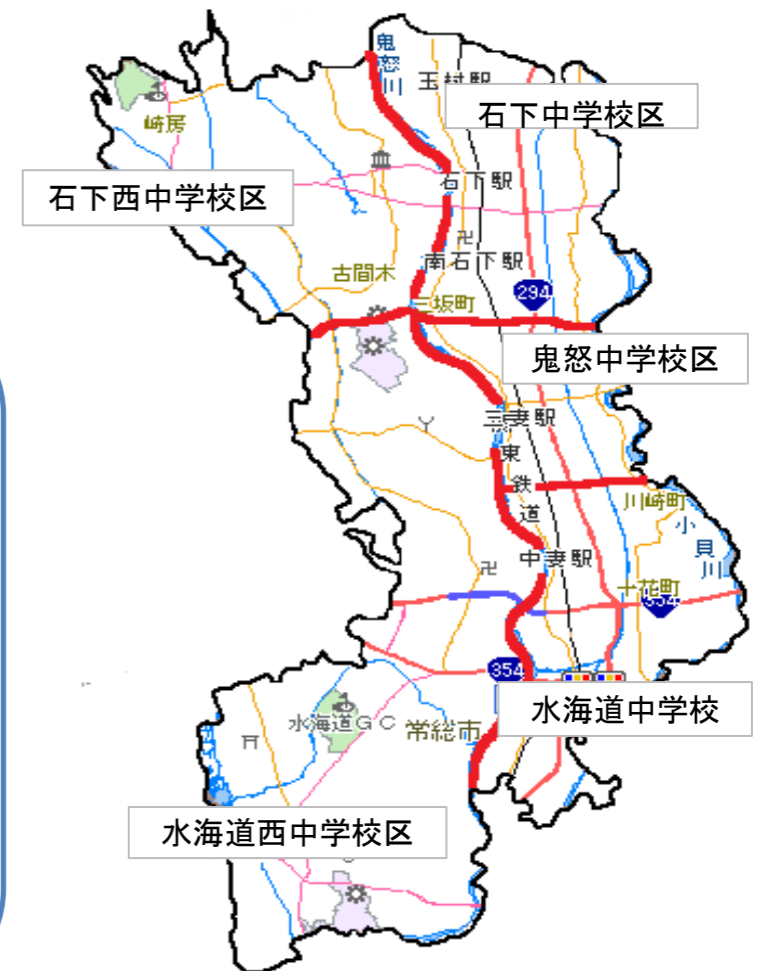 鬼怒川
玉村駅
石下中学校区
崎房
石下西中学校区
石下駅
古間木
南石下駅
294
三坂町
鬼怒中学校区
三妻駅
東
鉄
道
川崎町
小貝川
中妻駅
十花町
354
354
水海道GC
常総市
水海道中学校
水海道西中学校区